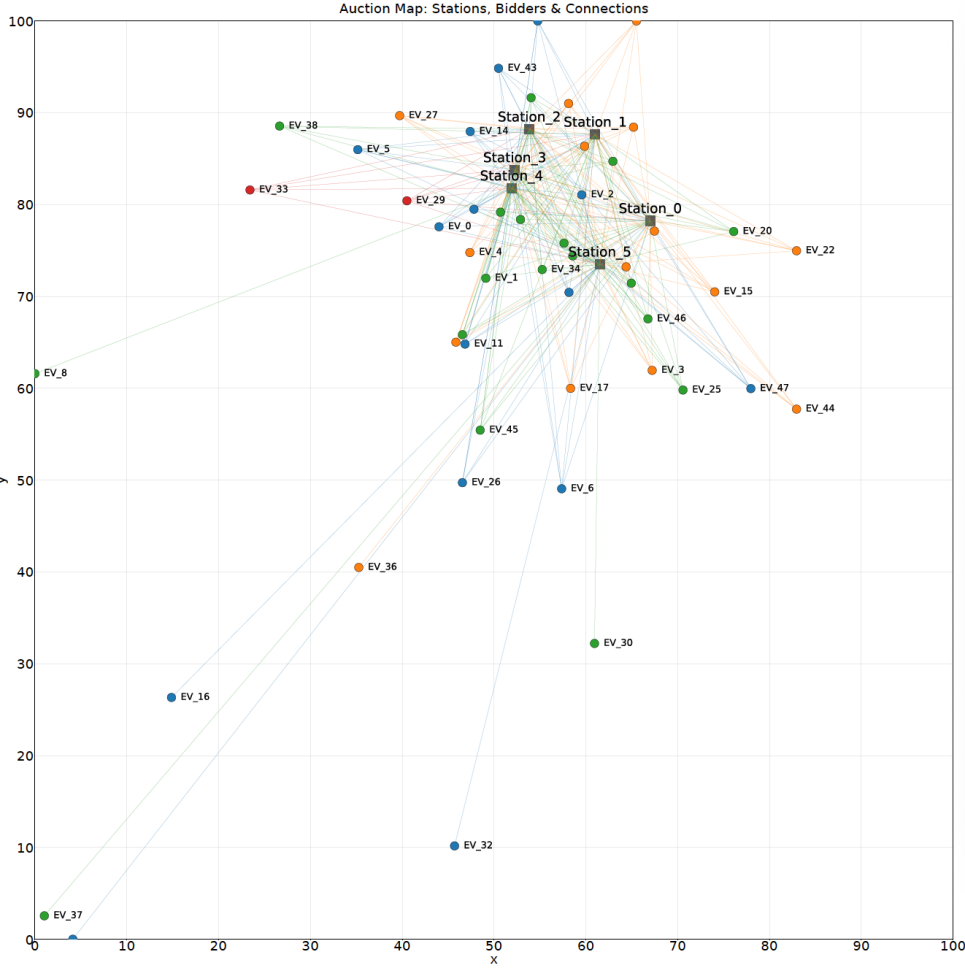 Auction Map: Stations, Bidders & Connections
100
EV_43
90
EV_27
Station_2
Station_1
EV_38
EV_14
EV_5
Station_3
Station_4
EV_33
EV_2
80
EV_29
Station_0
EV_0
EV_20
EV_4
Station_5
EV_22
EV_34
EV_1
70
EV_15
EV_46
EV_11
EV_8
EV_3
60
EV_17
EV_25
EV_47
EV_44
EV_45
50
EV_26
EV_6
y
40
EV_36
EV_30
30
EV_16
20
10
EV_32
EV_37
0
0 10 20 30 40 50 60 70 80 90 100
x